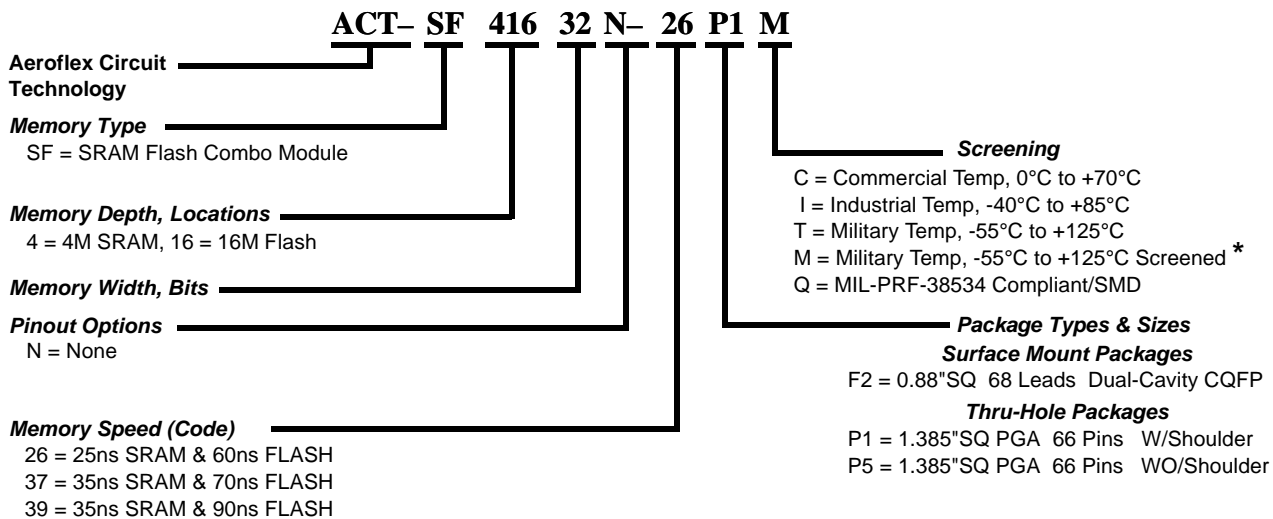 ACT– SF 416 32 N– 26 P1 M
Aeroflex Circuit
Technology
Memory Type
SF = SRAM Flash Combo Module
Memory Depth, Locations
4 = 4M SRAM, 16 = 16M Flash
Memory Width, Bits
Pinout Options
N = None
Memory Speed (Code)
26 = 25ns SRAM & 60ns FLASH
37 = 35ns SRAM & 70ns FLASH
39 = 35ns SRAM & 90ns FLASH
Screening
C = Commercial Temp, 0°C to +70°C
I = Industrial Temp, -40°C to +85°C
T = Military Temp, -55°C to +125°C
M = Military Temp, -55°C to +125°C Screened *
Q = MIL-PRF-38534 Compliant/SMD
Package Types & Sizes
Surface Mount Packages
F2 = 0.88"SQ 68 Leads Dual-Cavity CQFP
Thru-Hole Packages
P1 = 1.385"SQ PGA 66 Pins W/Shoulder
P5 = 1.385"SQ PGA 66 Pins WO/Shoulder